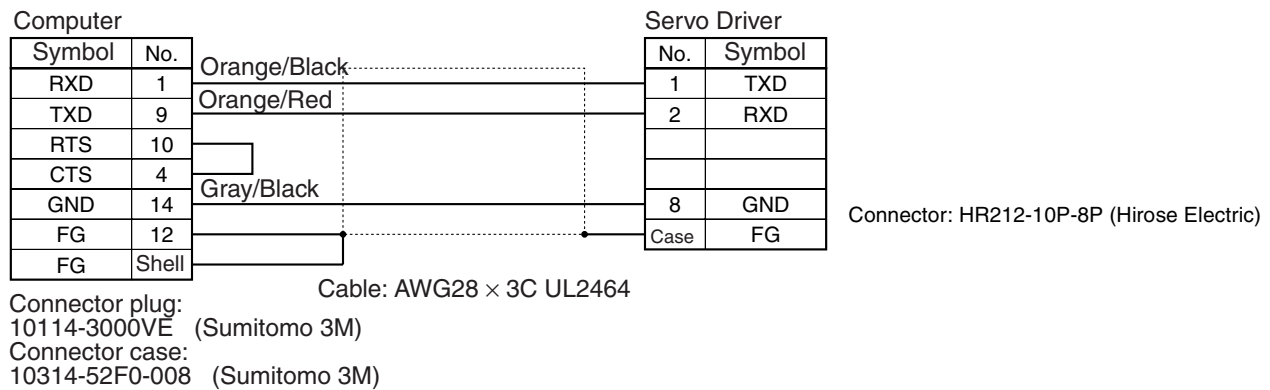 Computer
Servo Driver
Symbol No.
No. Symbol
Orange/Black
RXD 1
1 TXD
Orange/Red
TXD 9
2 RXD
RTS 10
CTS 4
Gray/Black
GND 14
8 GND
Connector: HR212-10P-8P (Hirose Electric)
FG 12
Case FG
FG Shell
Cable: AWG28 × 3C UL2464
Connector plug:
10114-3000VE (Sumitomo 3M)
Connector case:
10314-52F0-008 (Sumitomo 3M)